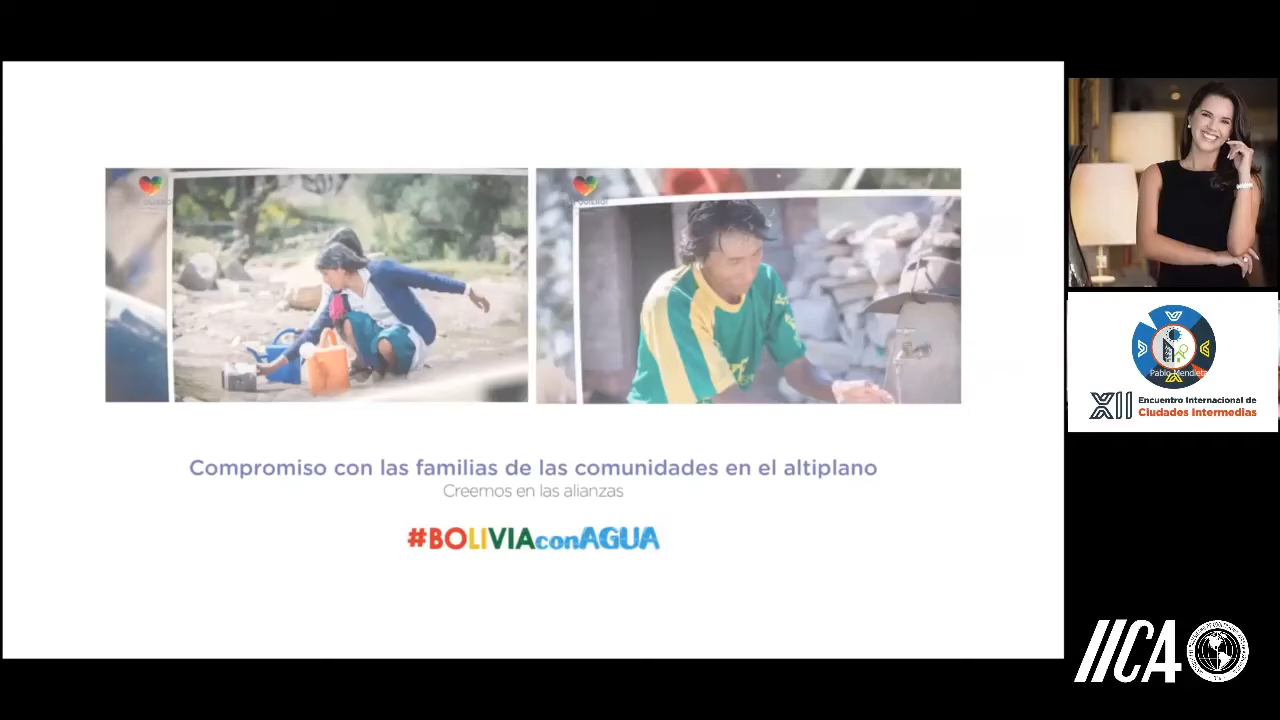 Compromiso con las familias de las comunidades en el altiplano
Creemos en las alianzas
#BOLIVIAconAGUA
Pablo Mendieta
XII Encuentro Internacional de
Ciudades Intermedias
IICA